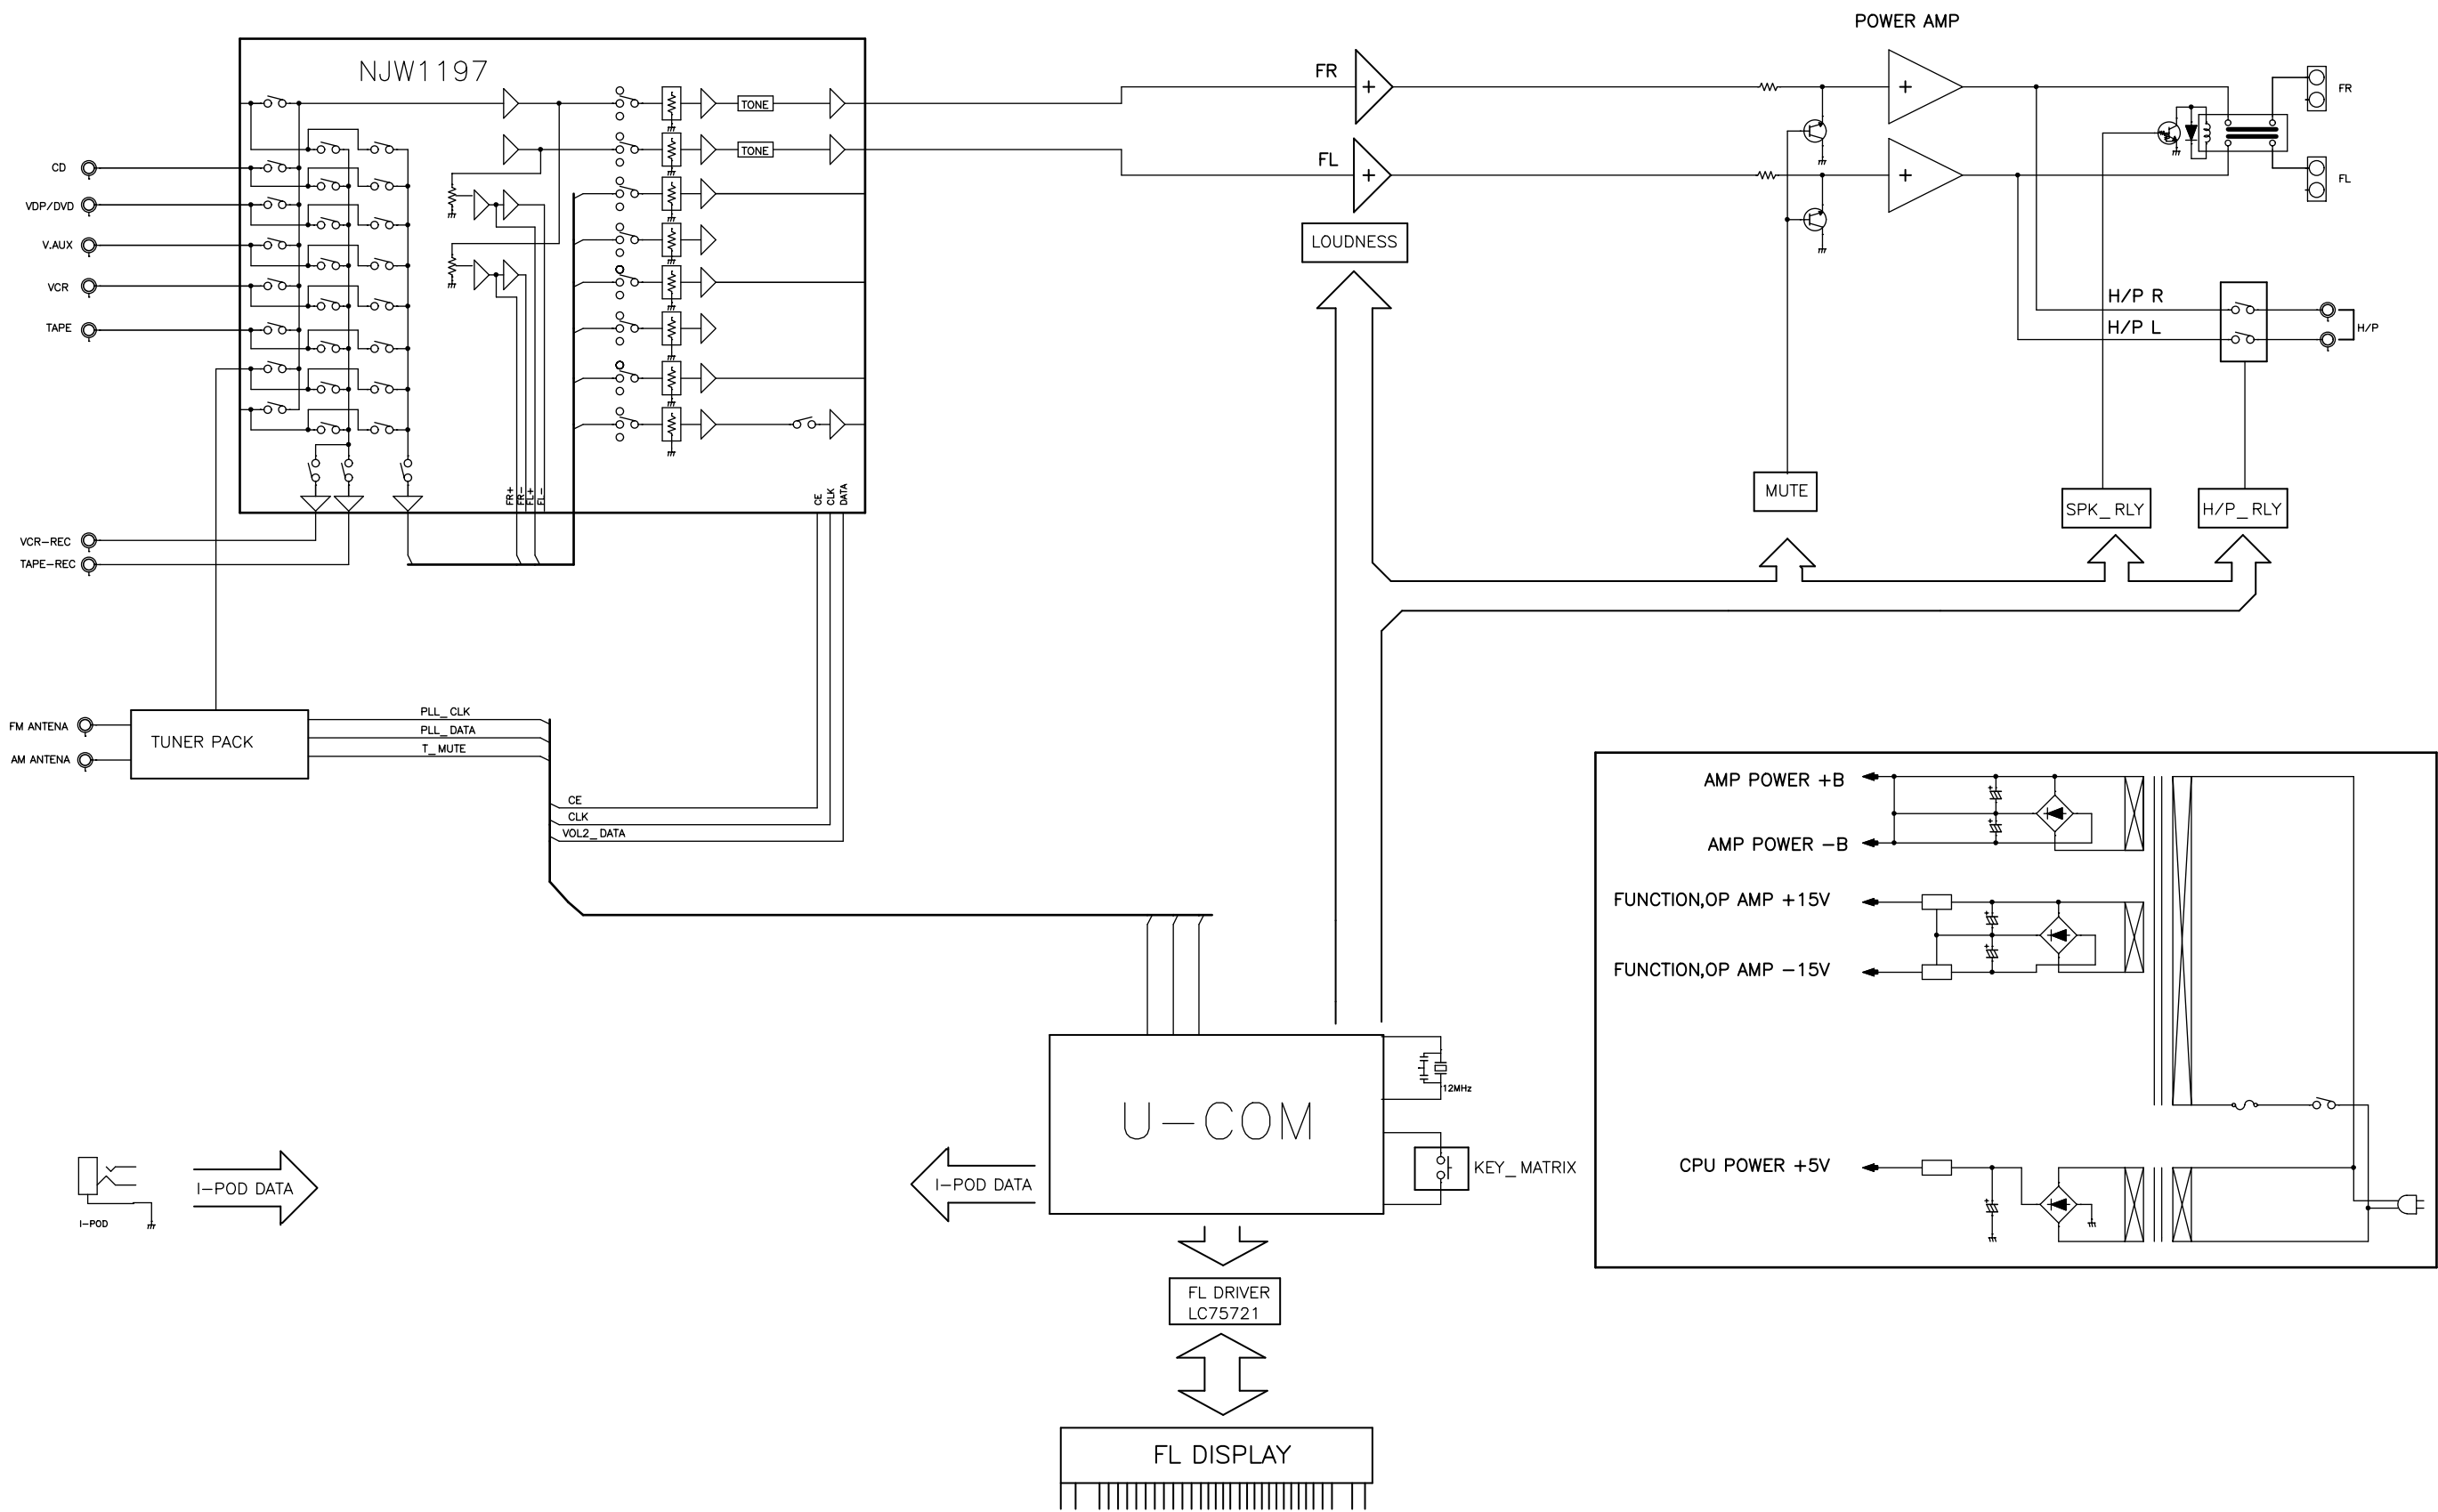 POWER AMP
NJW1197
FR
TONE
FR
TONE
CD
FL
FL
VDP/DVD
V.AUX
LOUDNESS
VCR
H/P R
TAPE
H/P L
H/P
FR+
FR-
FL+
FL-
CE
CLK
DATA
MUTE
SPK_RLY
H/P_RLY
VCR-REC
TAPE-REC
PLL_CLK
FM ANTENA
PLL_DATA
TUNER PACK
T_MUTE
AM ANTENA
AMP POWER +B
CE
CLK
VOL2_DATA
AMP POWER -B
FUNCTION,OP AMP +15V
FUNCTION,OP AMP -15V
12MHz
U-COM
KEY_MATRIX
CPU POWER +5V
I-POD DATA
I-POD DATA
I-POD
FL DRIVER
LC75721
FL DISPLAY